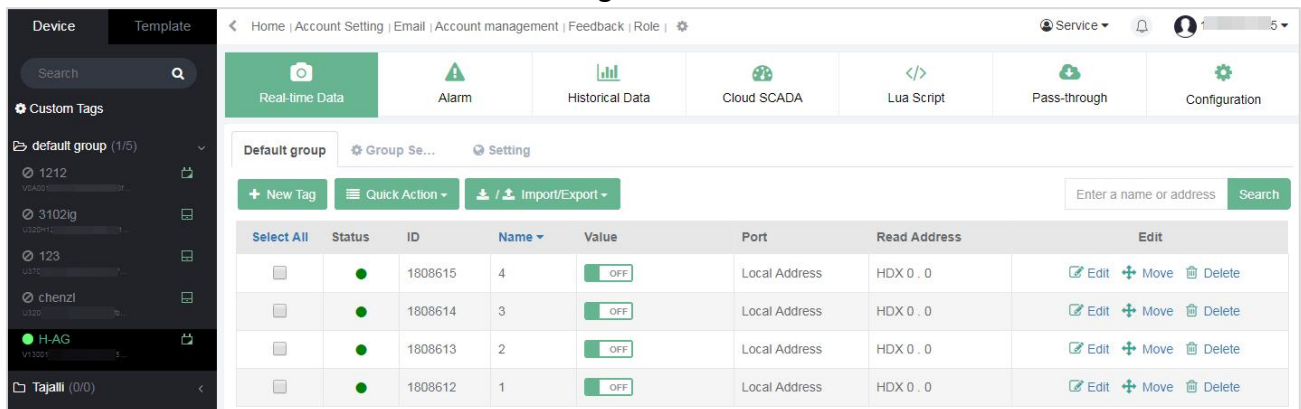 Device Template
Home | Account Setting | Email | Account management | Feedback | Role |
Service
Search
Custom Tags
default group (1/5)
1212
3102ig
123
chenzl
H-AG
Tajalli (0/0)
Real-time Data Alarm Historical Data Cloud SCADA Lua Script Pass-through Configuration
Default group Group Se... Setting
+ New Tag Quick Action / Import/Export Enter a name or address Search
Select All Status ID Name Value Port Read Address Edit
1808615 4 OFF Local Address HDX 0 . 0 Edit Move Delete
1808614 3 OFF Local Address HDX 0 . 0 Edit Move Delete
1808613 2 OFF Local Address HDX 0 . 0 Edit Move Delete
1808612 1 OFF Local Address HDX 0 . 0 Edit Move Delete